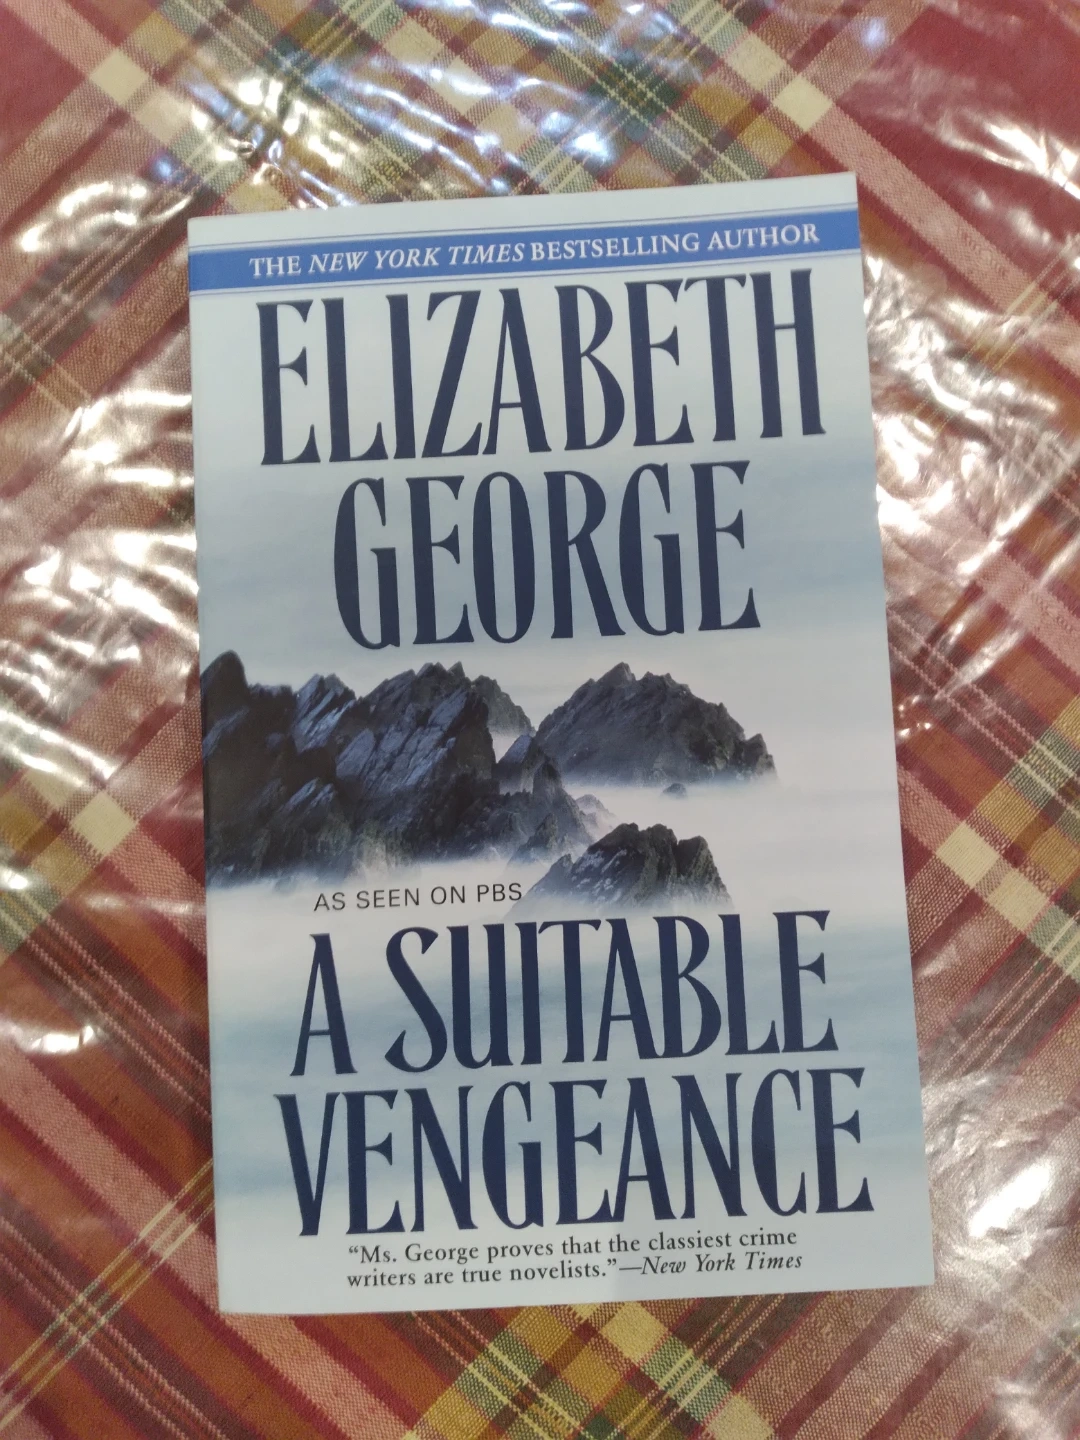 THE NEW YORK TIMES BESTSELLING AUTHOR
ELIZABETH
GEORGE
AS SEEN ON PBS
A SUITABLE
VENGEANCE
“Ms. George proves that the classiest crime
writers are true novelists.”—New York Times